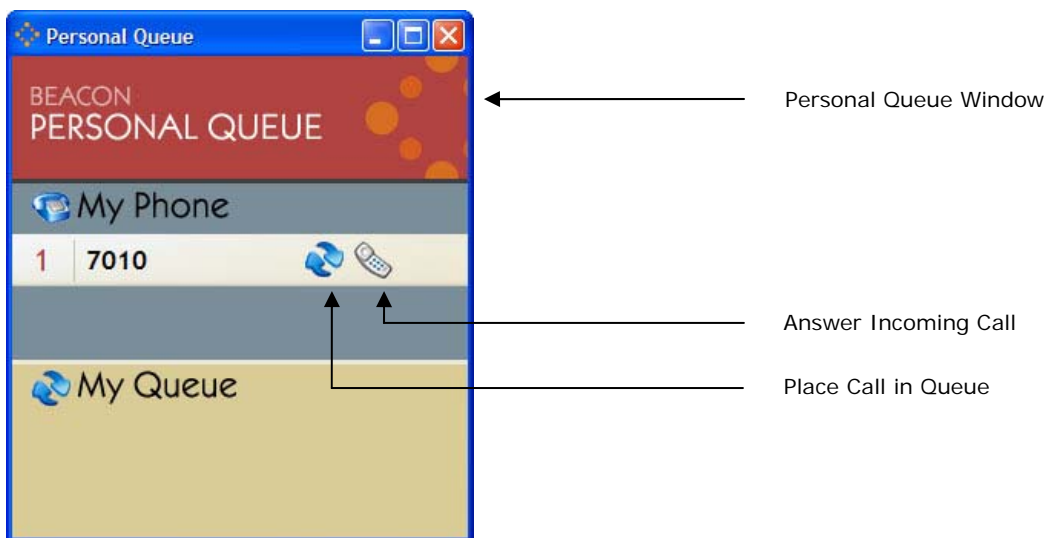 Personal Queue
BEACON
PERSONAL QUEUE
Personal Queue Window
My Phone
1 7010
Answer Incoming Call
My Queue
Place Call in Queue